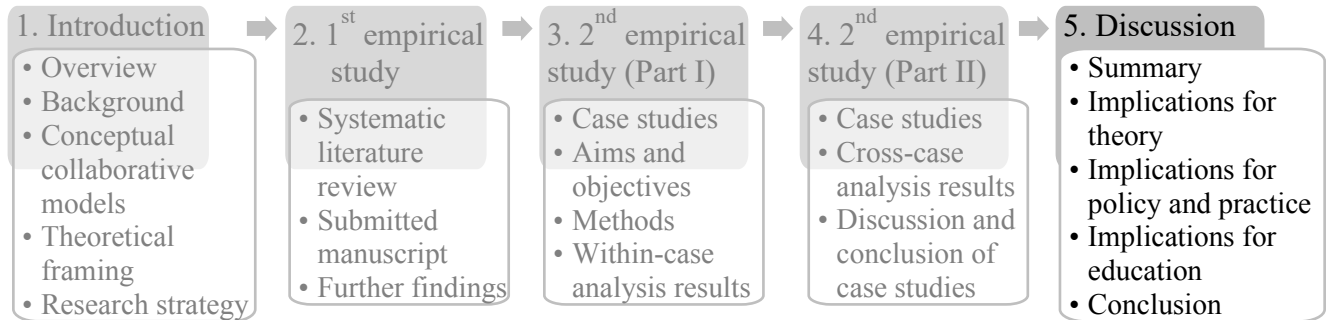 1. Introduction
• Overview
• Background
• Conceptual
collaborative
models
• Theoretical
framing
• Research strategy
2. 1st empirical
study
• Systematic
literature
review
• Submitted
manuscript
• Further findings
3. 2nd empirical
study (Part I)
• Case studies
• Aims and
objectives
• Methods
• Within-case
analysis results
4. 2nd empirical
study (Part II)
• Case studies
• Cross-case
analysis results
• Discussion and
conclusion of
case studies
5. Discussion
• Summary
• Implications for
theory
• Implications for
policy and practice
• Implications for
education
• Conclusion